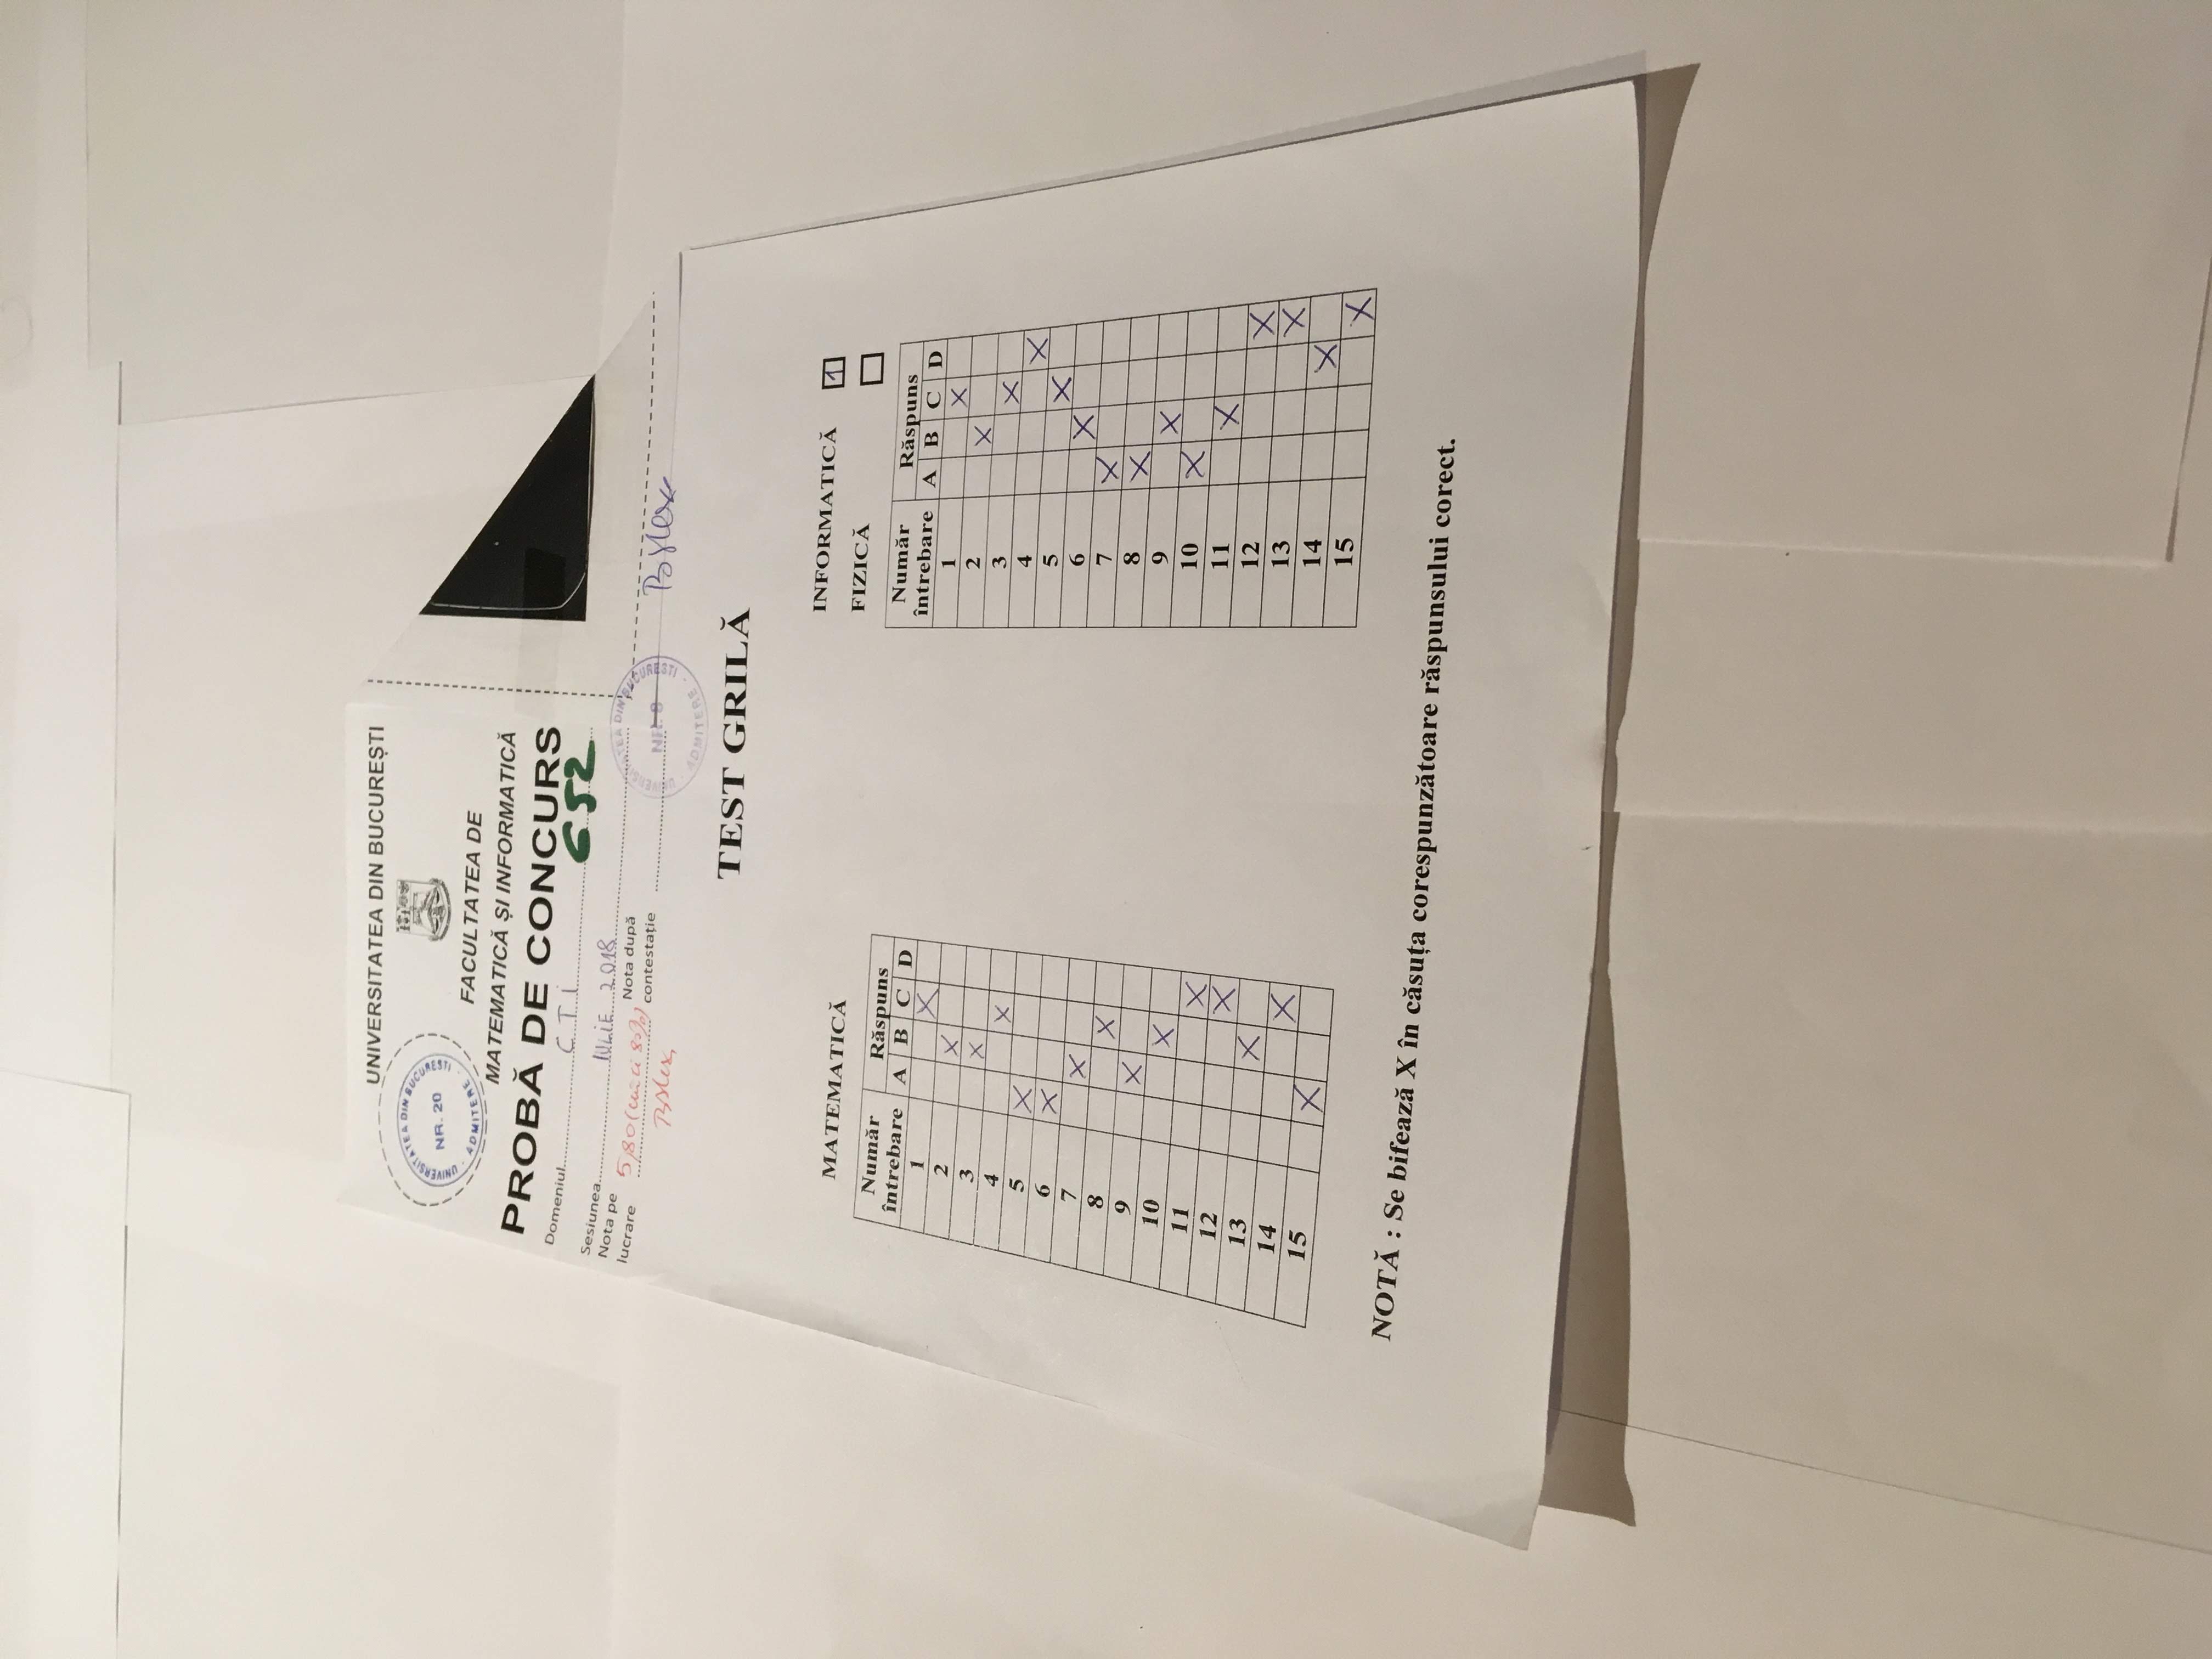 UNIVERSITATEA DIN BUCUREȘTI
UNIVERSITATEA DIN BUCUREȘTI
NR. 20
ADMITERE
FACULTATEA DE
MATEMATICĂ ȘI INFORMATICĂ
PROBĂ DE CONCURS
Domeniul CTI 652
Sesiunea IULIE 2018
Nota pe lucrare 5,80 (cinci 80%)
Nota după contestație
UNIVERSITATEA DIN BUCURESTI
NR. 8
ADMITERE
TEST GRILĂ
MATEMATICĂ
Număr întrebare Răspuns
A B C D
1 X
2 X
3 X
4 X
5 X
6 X
7 X
8 X
9 X
10 X
11 X
12 X
13 X
14 X
15 X
INFORMATICĂ 1
FIZICĂ
Număr întrebare Răspuns
A B C D
1 X
2 X
3 X
4 X
5 X
6 X
7 X
8 X
9 X
10 X
11 X
12 X
13 X
14 X
15 X
NOTĂ : Se bifează X în căsuța corespunzătoare răspunsului corect.